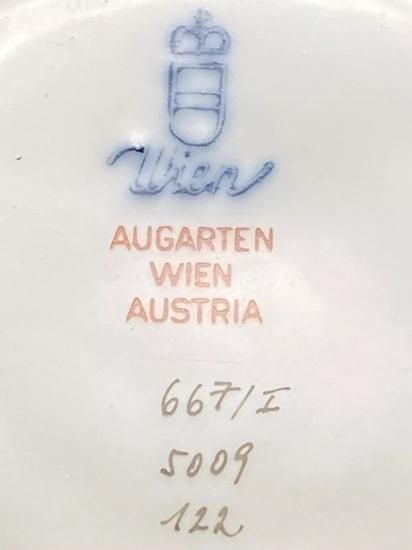 Wien
AUGARTEN
WIEN
AUSTRIA
667/I
5009
122